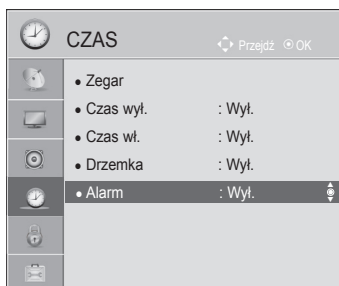 CZAS
Przejdź OK
• Zegar
• Czas wył. : Wył.
• Czas wł. : Wył.
• Drzemka : Wył.
• Alarm : Wył.